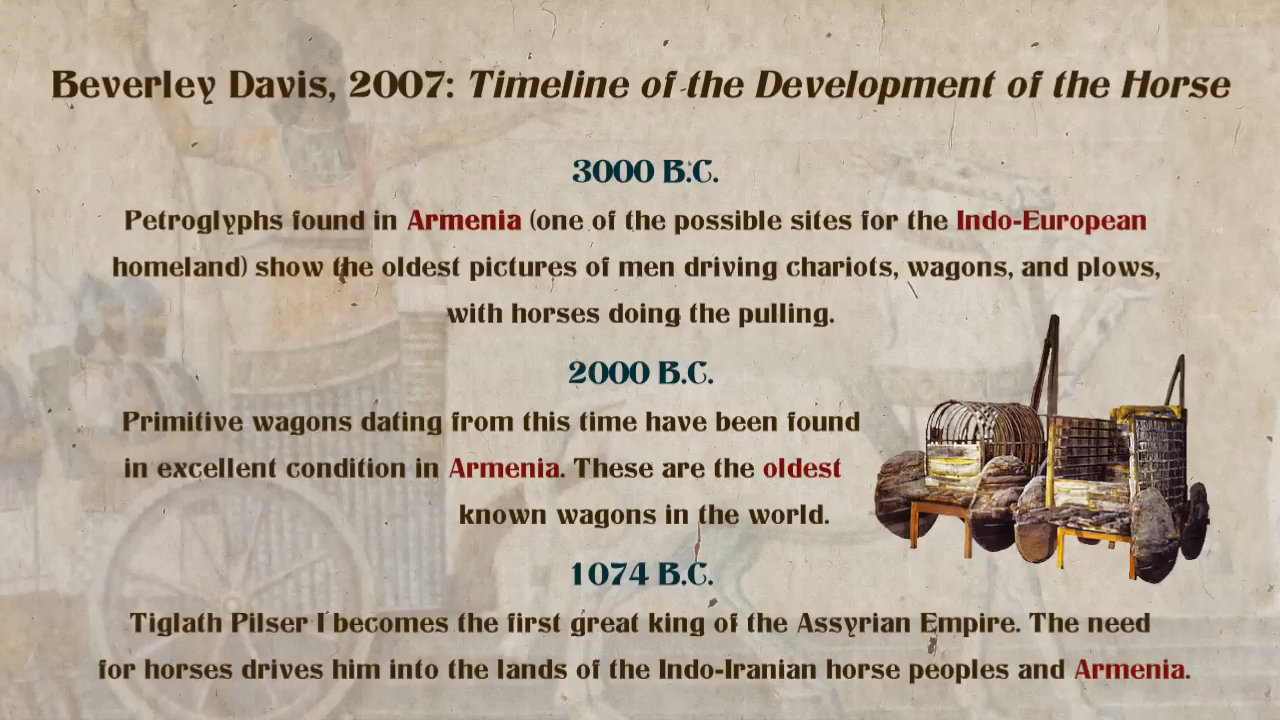 Beverley Davis, 2007: Timeline of the Development of the Horse
3000 B.C.
Petroglyphs found in Armenia (one of the possible sites for the Indo-European
homeland) show the oldest pictures of men driving chariots, wagons, and plows,
with horses doing the pulling.
2000 B.C.
Primitive wagons dating from this time have been found
in excellent condition in Armenia. These are the oldest
known wagons in the world.
1074 B.C.
Tiglath Pilser I becomes the first great king of the Assyrian Empire. The need
for horses drives him into the lands of the Indo-Iranian horse peoples and Armenia.